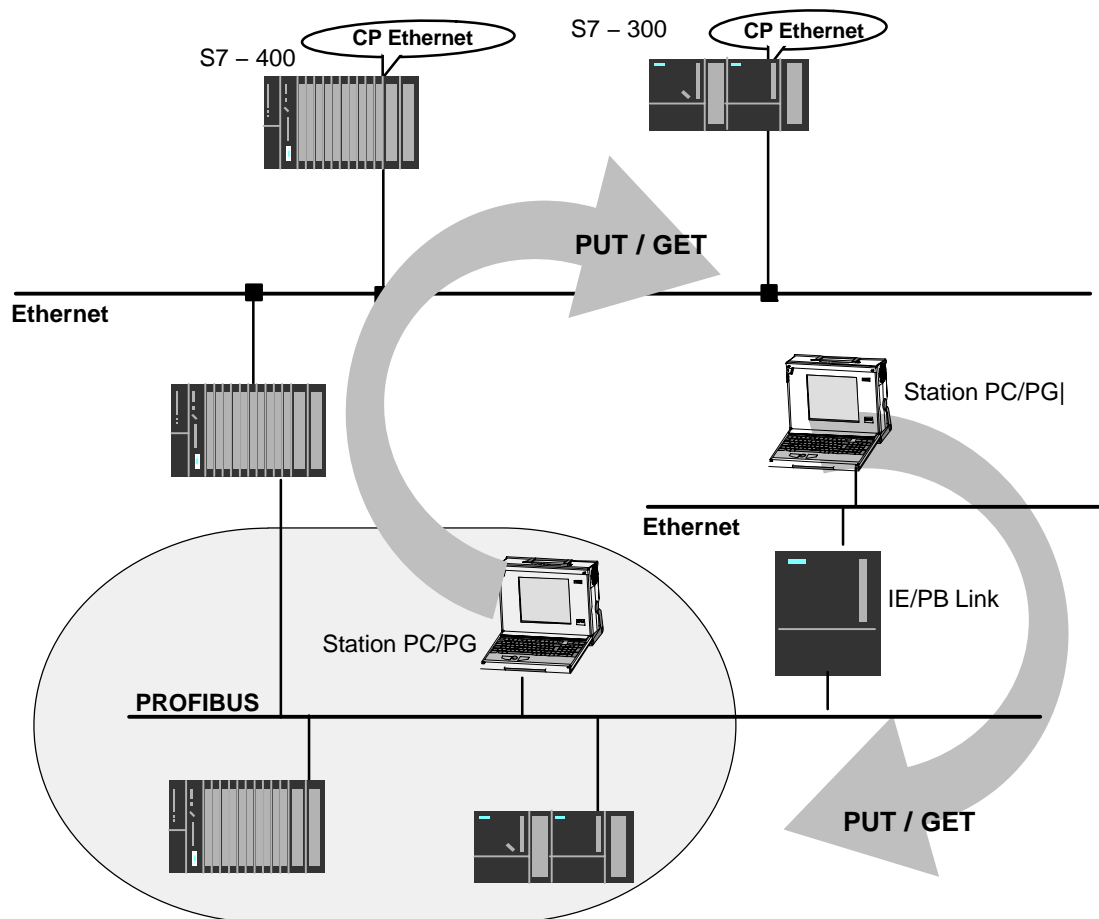 CP Ethernet
S7 – 400
S7 – 300
CP Ethernet
PUT / GET
Ethernet
Station PC/PG|
Ethernet
IE/PB Link
Station PC/PG
PROFIBUS
PUT / GET